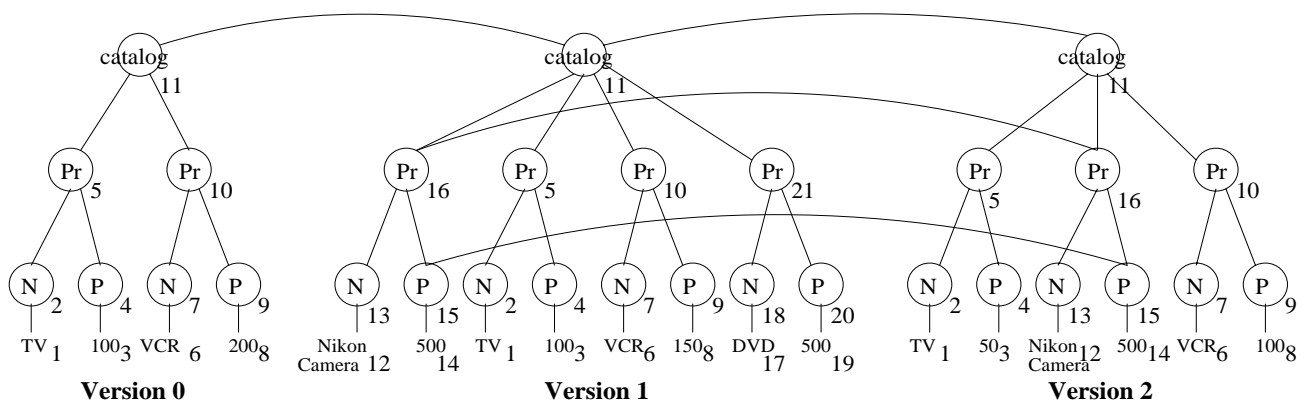 catalog catalog catalog
11 11 11
Pr Pr Pr Pr Pr Pr Pr Pr Pr
5 10 16 5 10 21 5 16 10
N P N P N P N P N P N P N P N P N P
2 4 7 9 13 15 2 4 7 9 18 20 2 4 13 15 7 9
TV 1 100 3 VCR 6 200 8 Nikon Camera 12 500 14 TV 1 100 3 VCR 6 150 8 DVD 17 500 19 TV 1 50 3 Nikon Camera 12 500 14 VCR 6 100 8
Version 0 Version 1 Version 2